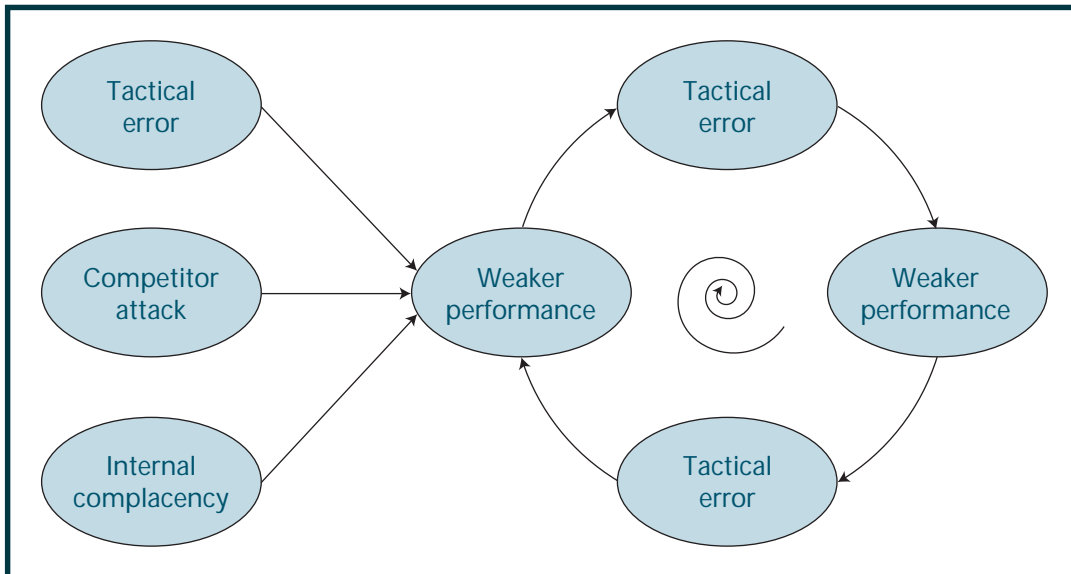 Tactical
error
Competitor
attack
Internal
complacency
Weaker
performance
Tactical
error
Weaker
performance
Tactical
error